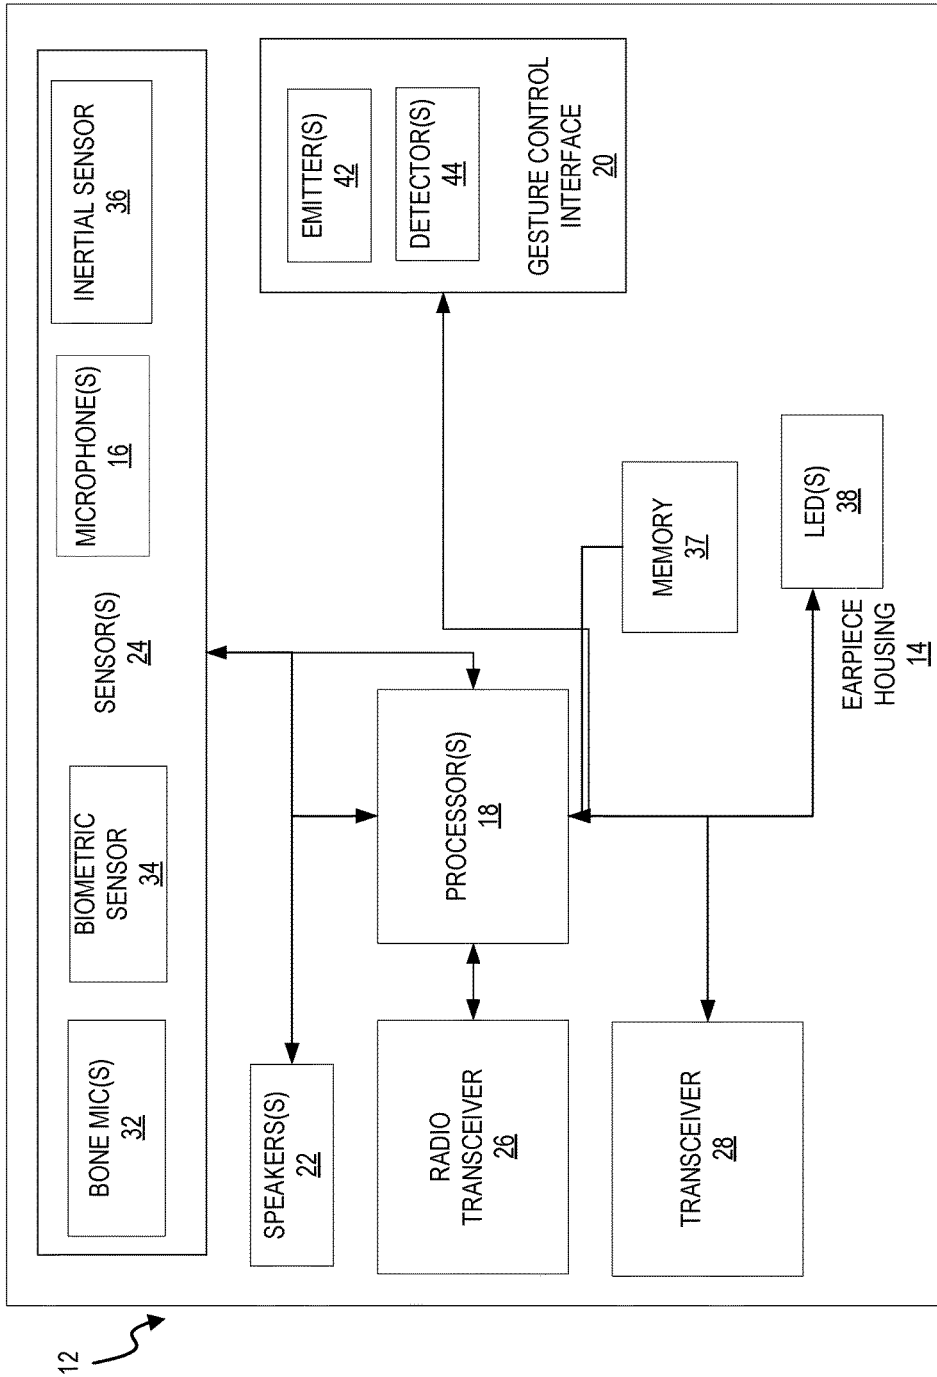 12
BONE MIC(S)
32
BIOMETRIC
SENSOR
34
SENSOR(S)
24
MICROPHONE(S)
16
INERTIAL SENSOR
36
SPEAKERS(S)
22
RADIO
TRANSCEIVER
26
PROCESSOR(S)
18
EMITTER(S)
42
DETECTOR(S)
44
GESTURE CONTROL
INTERFACE
20
TRANSCEIVER
28
MEMORY
37
LED(S)
38
EARPIECE
HOUSING
14